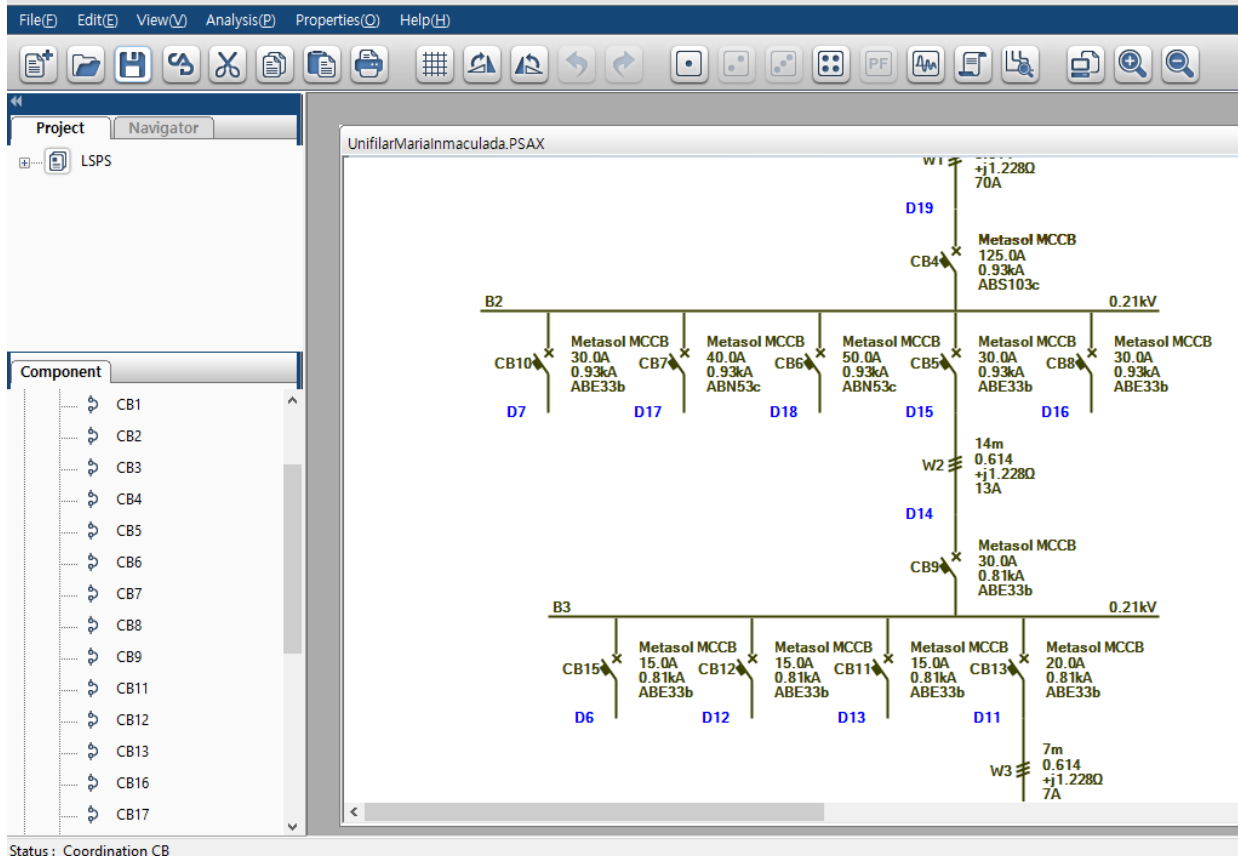 File(F) Edit(E) View(V) Analysis(P) Properties(O) Help(H)
PF
Project Navigator
LSPS
UnifilarMariaInmaculada.PSAX
W1
+j1.228Ω
70A
D19
CB4
Metasol MCCB
125.0A
0.93kA
ABS103c
B2
0.21kV
CB10
Metasol MCCB
30.0A
0.93kA
ABE33b
D7
CB7
Metasol MCCB
40.0A
0.93kA
ABN53c
D17
CB6
Metasol MCCB
50.0A
0.93kA
ABN53c
D18
CB5
Metasol MCCB
30.0A
0.93kA
ABE33b
D15
CB8
Metasol MCCB
30.0A
0.93kA
ABE33b
D16
W2
14m
0.614
+j1.228Ω
13A
D14
CB9
Metasol MCCB
30.0A
0.81kA
ABE33b
B3
0.21kV
CB15
Metasol MCCB
15.0A
0.81kA
ABE33b
D6
CB12
Metasol MCCB
15.0A
0.81kA
ABE33b
D12
CB11
Metasol MCCB
15.0A
0.81kA
ABE33b
D13
CB13
Metasol MCCB
20.0A
0.81kA
ABE33b
D11
W3
7m
0.614
+j1.228Ω
7A
Component
CB1
CB2
CB3
CB4
CB5
CB6
CB7
CB8
CB9
CB11
CB12
CB13
CB16
CB17
Status : Coordination CB